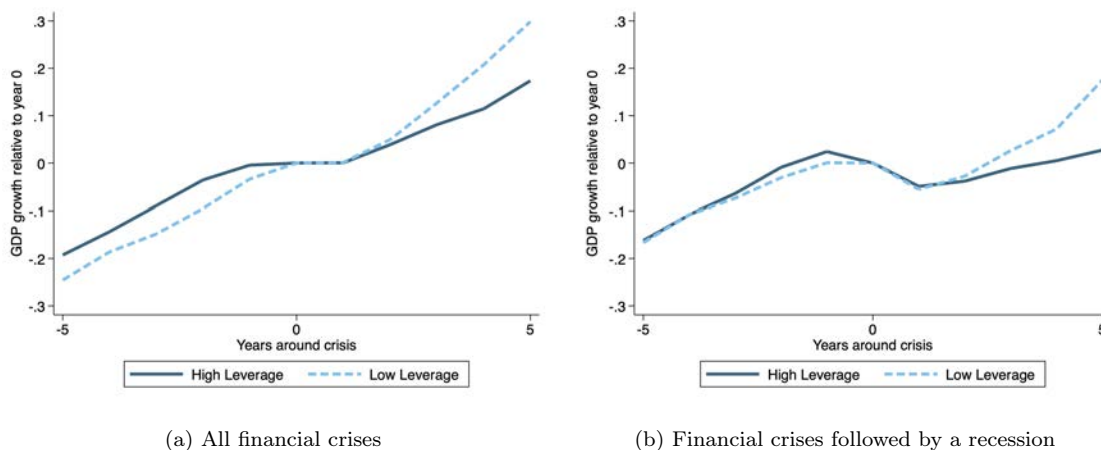 .3
.2
.1
0
-.1
-.2
-.3
GDP growth relative to year 0
-5 0 5
Years around crisis
High Leverage Low Leverage
(a) All financial crises
.3
.2
.1
0
-.1
-.2
-.3
GDP growth relative to year 0
-5 0 5
Years around crisis
High Leverage Low Leverage
(b) Financial crises followed by a recession